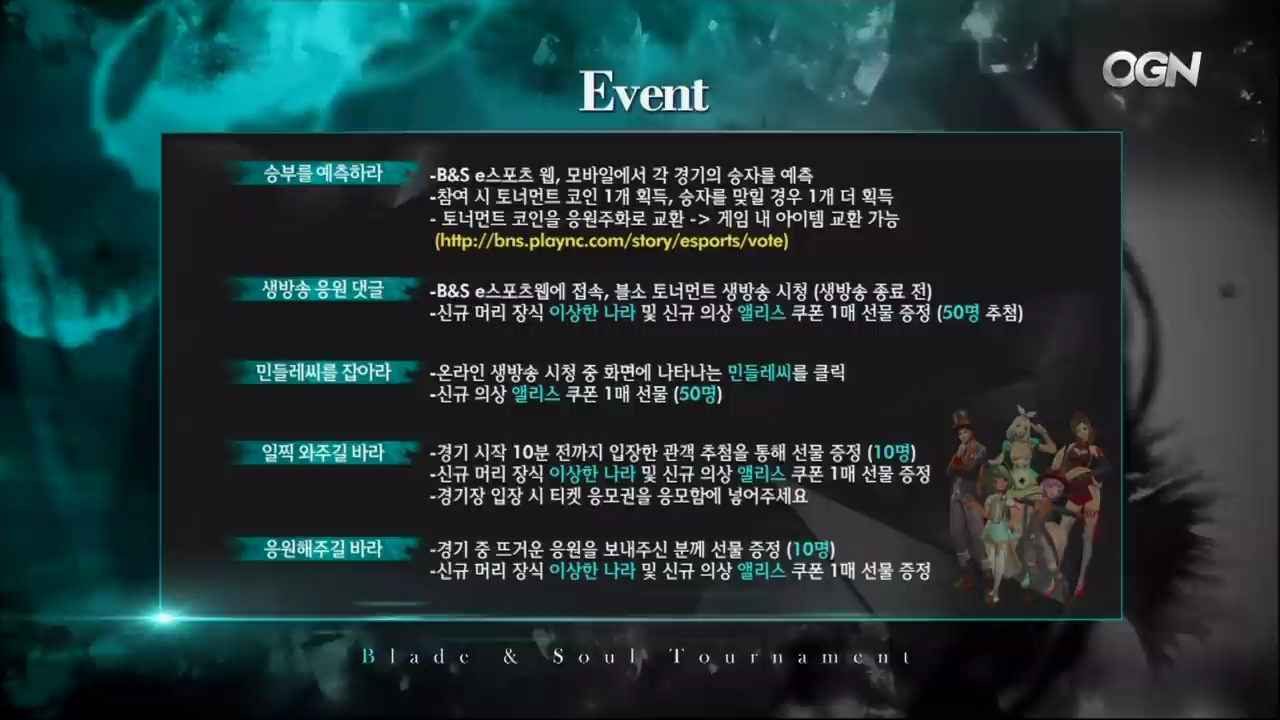 OGN
Event
승부를 예측하라
-B&S e스포츠 웹, 모바일에서 각 경기의 승자를 예측
-참여 시 토너먼트 코인 1개 획득, 승자를 맞힐 경우 1개 더 획득
- 토너먼트 코인을 응원주화로 교환 -> 게임 내 아이템 교환 가능
(http://bns.plaync.com/story/esports/vote)
생방송 응원 댓글
-B&S e스포츠웹에 접속, 블소 토너먼트 생방송 시청 (생방송 종료 전)
-신규 머리 장식 이상한 나라 및 신규 의상 앨리스 쿠폰 1매 선물 증정 (50명 추첨)
민들레씨를 잡아라
-온라인 생방송 시청 중 화면에 나타나는 민들레씨를 클릭
-신규 의상 앨리스 쿠폰 1매 선물 (50명)
일찍 와주길 바라
-경기 시작 10분 전까지 입장한 관객 추첨을 통해 선물 증정 (10명)
-신규 머리 장식 이상한 나라 및 신규 의상 앨리스 쿠폰 1매 선물 증정
-경기장 입장 시 티켓 응모권을 응모함에 넣어주세요
응원해주길 바라
-경기 중 뜨거운 응원을 보내주신 분께 선물 증정 (10명)
-신규 머리 장식 이상한 나라 및 신규 의상 앨리스 쿠폰 1매 선물 증정
Blade & Soul Tournament